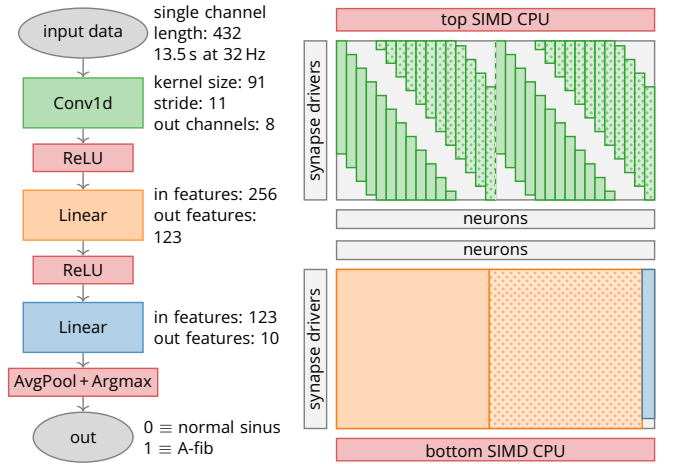 input data
single channel
length: 432
13.5 s at 32 Hz
Conv1d
kernel size: 91
stride: 11
out channels: 8
ReLU
Linear
in features: 256
out features:
123
ReLU
Linear
in features: 123
out features: 10
AvgPool + Argmax
out
0 ≡ normal sinus
1 ≡ A-fib
top SIMD CPU
synapse drivers
neurons
neurons
synapse drivers
bottom SIMD CPU